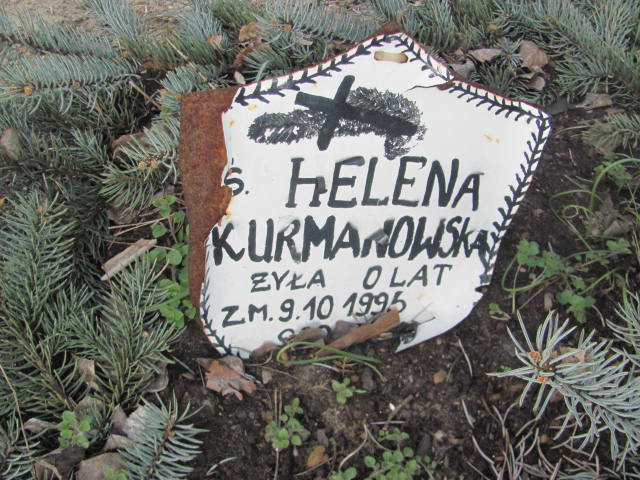 Ś.
HELENA
KURMANOWSKA
ŻYŁA 0 LAT
ZM. 9.10 1995